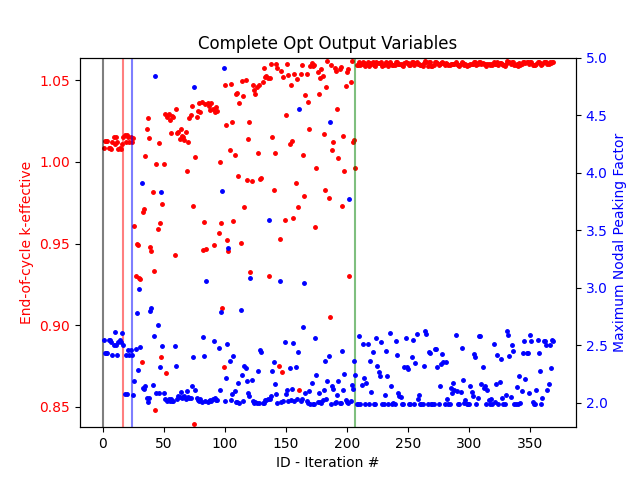 Complete Opt Output Variables
End-of-cycle k-effective
1.05
1.00
0.95
0.90
0.85
5.0
4.5
4.0
3.5
3.0
2.5
2.0
Maximum Nodal Peaking Factor
0 50 100 150 200 250 300 350
ID - Iteration #